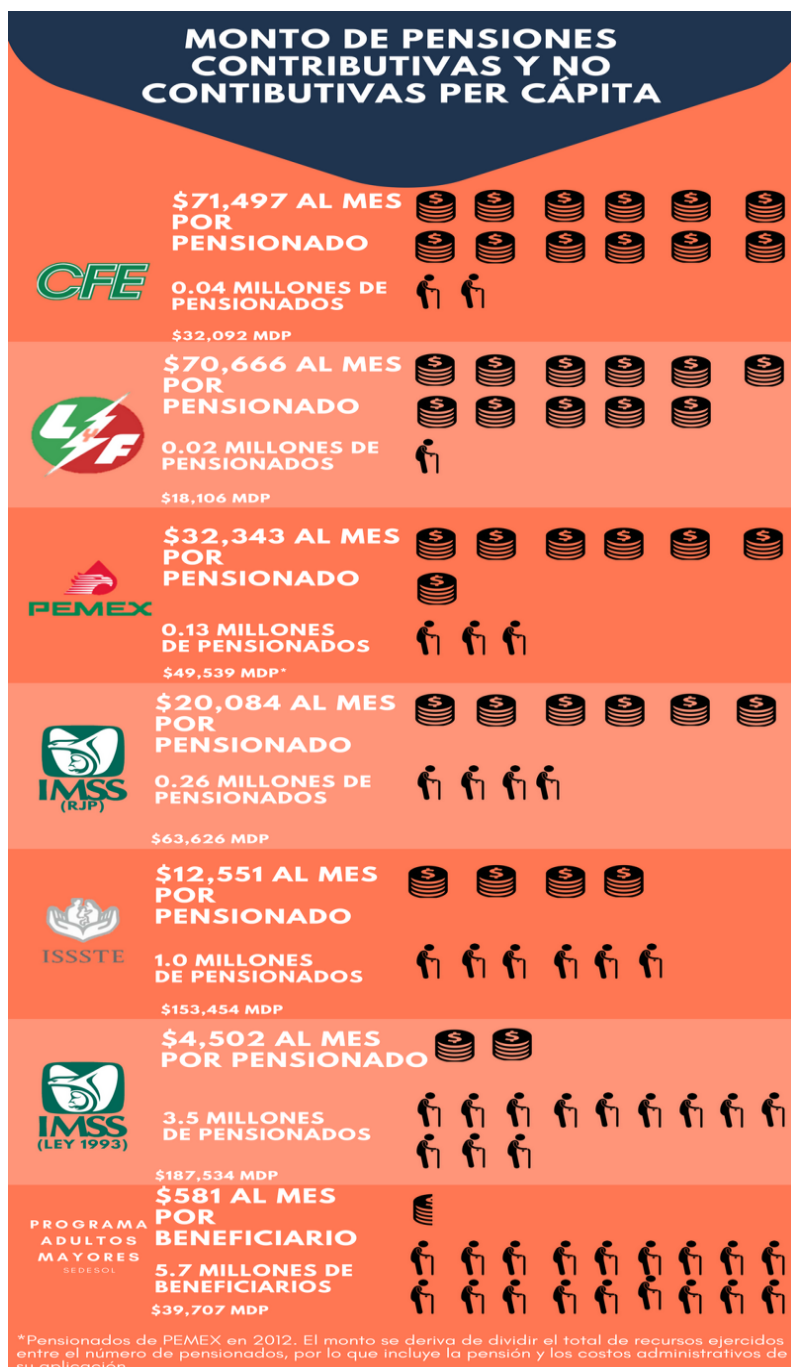 MONTO DE PENSIONES
CONTRIBUTIVAS Y NO
CONTIBUTIVAS PER CÁPITA
$71,497 AL MES
POR
PENSIONADO
CFE
0.04 MILLONES DE
PENSIONADOS
$32,092 MDP
$70,666 AL MES
POR
PENSIONADO
L Y F
0.02 MILLONES DE
PENSIONADOS
$18,106 MDP
$32,343 AL MES
POR
PENSIONADO
PEMEX
0.13 MILLONES
DE PENSIONADOS
$49,539 MDP*
$20,084 AL MES
POR
PENSIONADO
IMSS
(RJP)
0.26 MILLONES DE
PENSIONADOS
$63,626 MDP
$12,551 AL MES
POR
PENSIONADO
ISSSTE
1.0 MILLONES
DE PENSIONADOS
$153,454 MDP
$4,502 AL MES
POR PENSIONADO
IMSS
(LEY 1993)
3.5 MILLONES
DE PENSIONADOS
$187,534 MDP
$581 AL MES
POR
BENEFICIARIO
PROGRAMA
ADULTOS
MAYORES
SEDESOL
5.7 MILLONES DE
BENEFICIARIOS
$39,707 MDP
*Pensionados de PEMEX en 2012. El monto se deriva de dividir el total de recursos ejercidos
entre el número de pensionados, por lo que incluye la pensión y los costos administrativos de
su aplicación